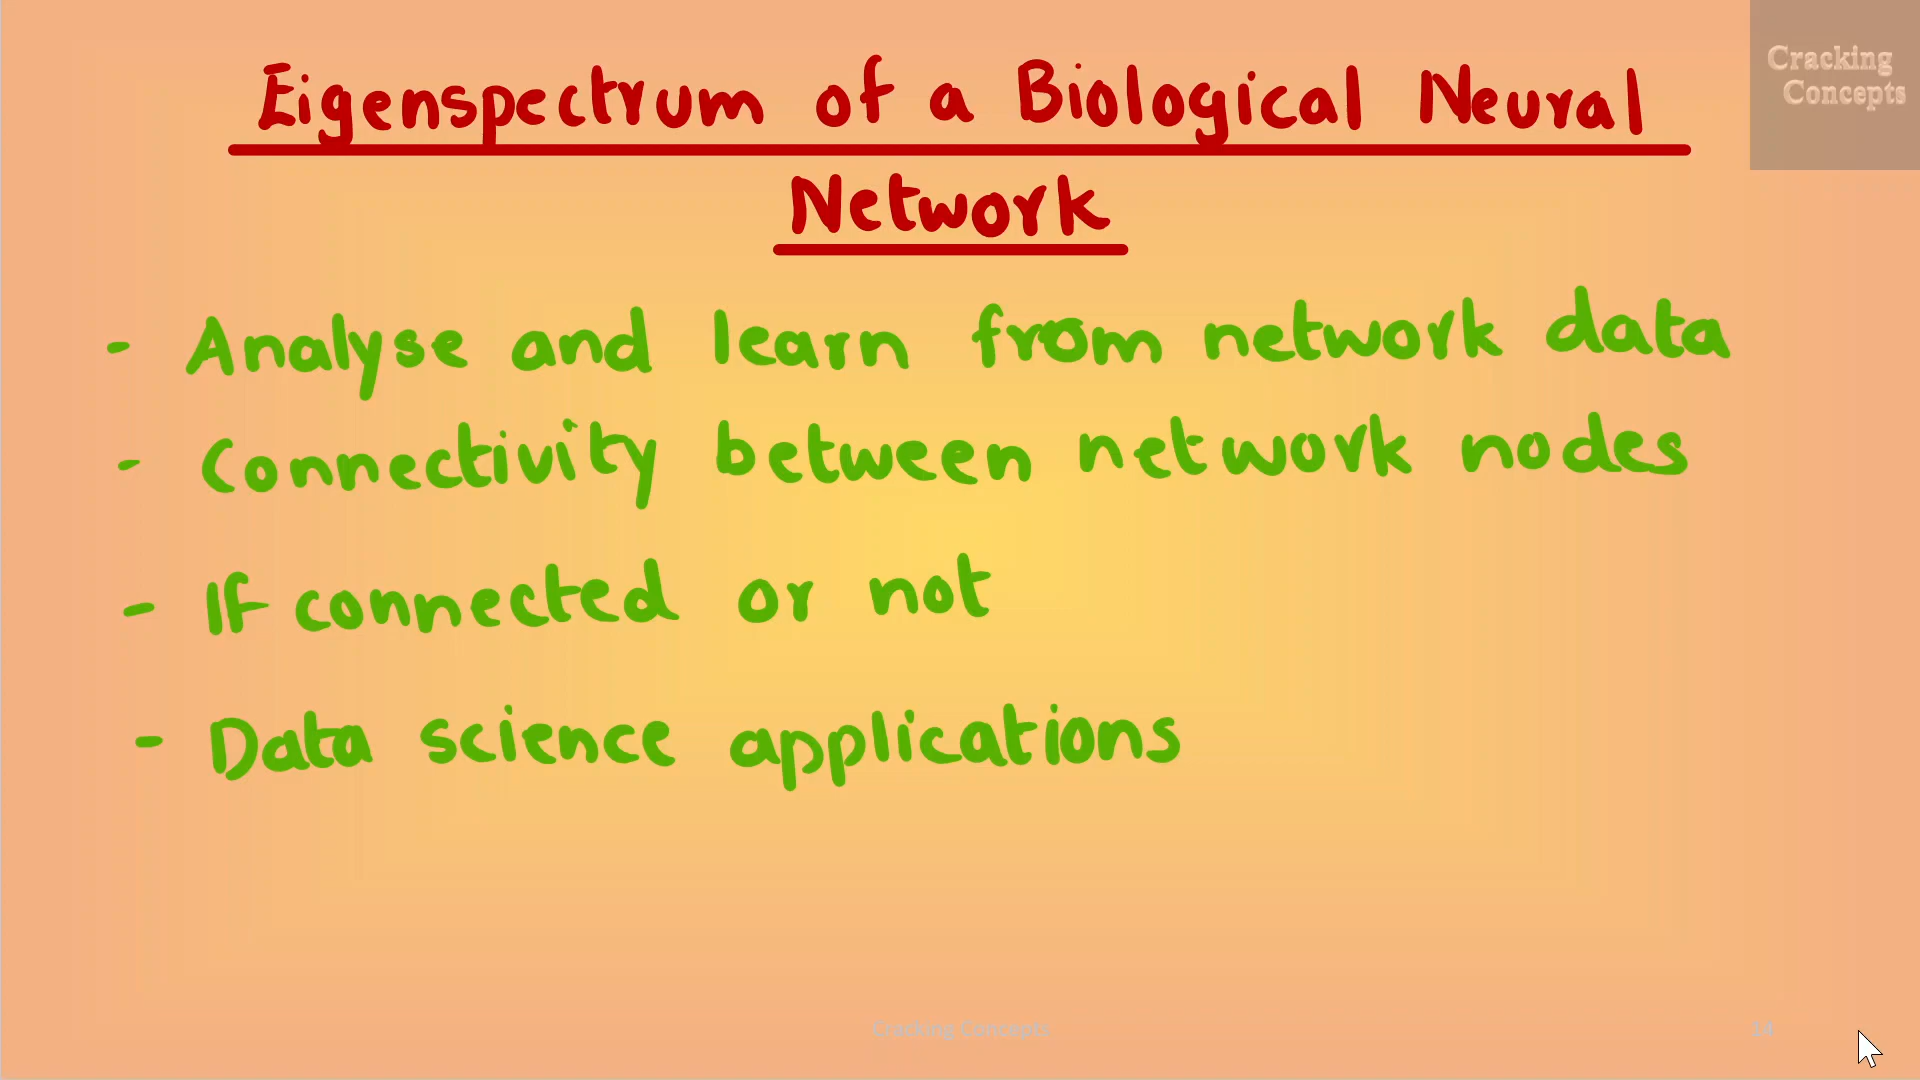 Cracking
Concepts
Eigenspectrum of a Biological Neural
Network
- Analyse and learn from network data
- Connectivity between network nodes
- If connected or not
- Data science applications
Cracking Concepts